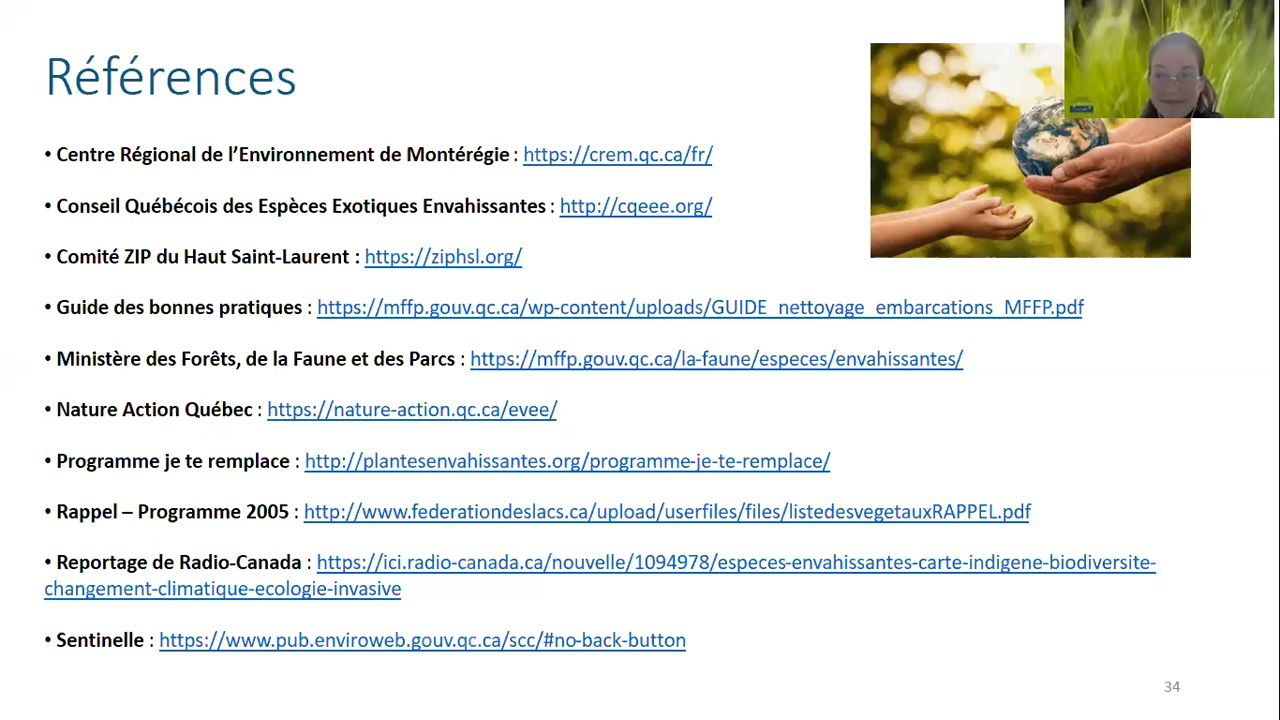 Références
• Centre Régional de l’Environnement de Montérégie : https://crem.qc.ca/fr/
• Conseil Québécois des Espèces Exotiques Envahissantes : http://cqeee.org/
• Comité ZIP du Haut Saint-Laurent : https://ziphsl.org/
• Guide des bonnes pratiques : https://mffp.gouv.qc.ca/wp-content/uploads/GUIDE_nettoyage_embarcations_MFFP.pdf
• Ministère des Forêts, de la Faune et des Parcs : https://mffp.gouv.qc.ca/la-faune/especes/envahissantes/
• Nature Action Québec : https://nature-action.qc.ca/evee/
• Programme je te remplace : http://plantesenvahissantes.org/programme-je-te-remplace/
• Rappel – Programme 2005 : http://www.federationdeslacs.ca/upload/userfiles/files/listedesvegetauxRAPPEL.pdf
• Reportage de Radio-Canada : https://ici.radio-canada.ca/nouvelle/1094978/especes-envahissantes-carte-indigene-biodiversite-
changement-climatique-ecologie-invasive
• Sentinelle : https://www.pub.enviroweb.gouv.qc.ca/scc/#no-back-button
34